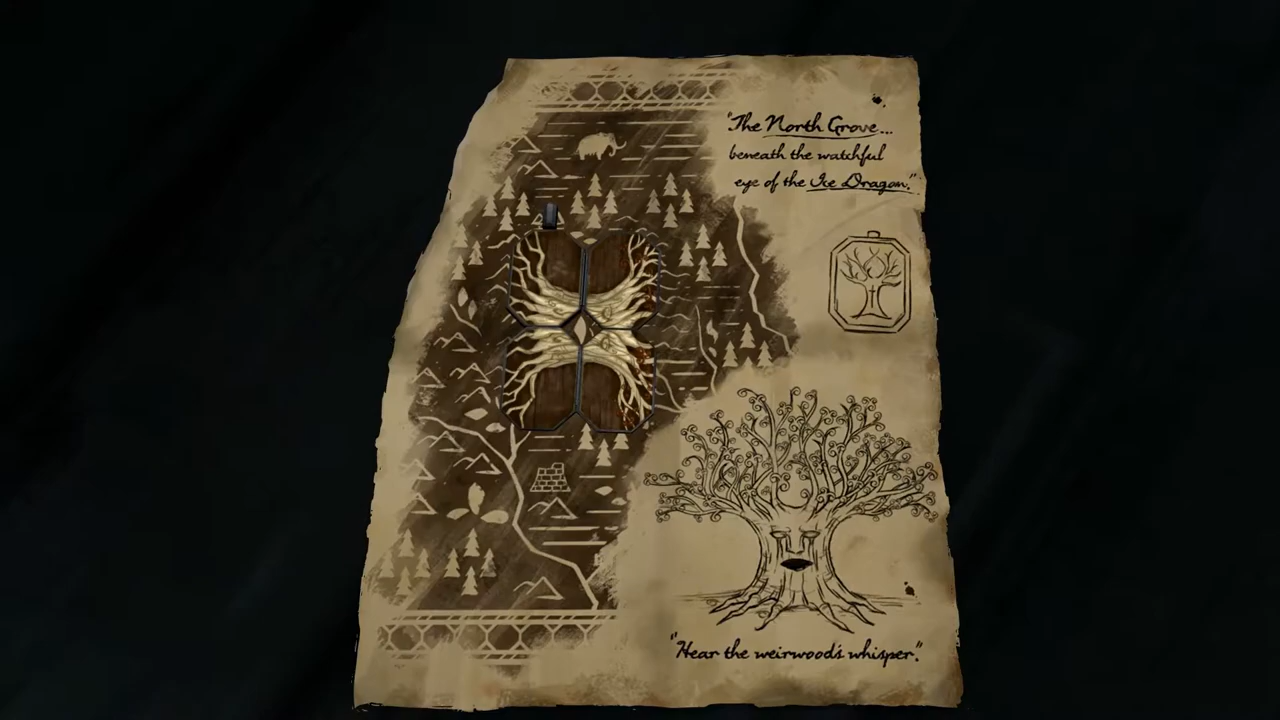 "The North Grove...
beneath the watchful
eye of the Ice Dragon."
"Hear the weirwood's whisper."